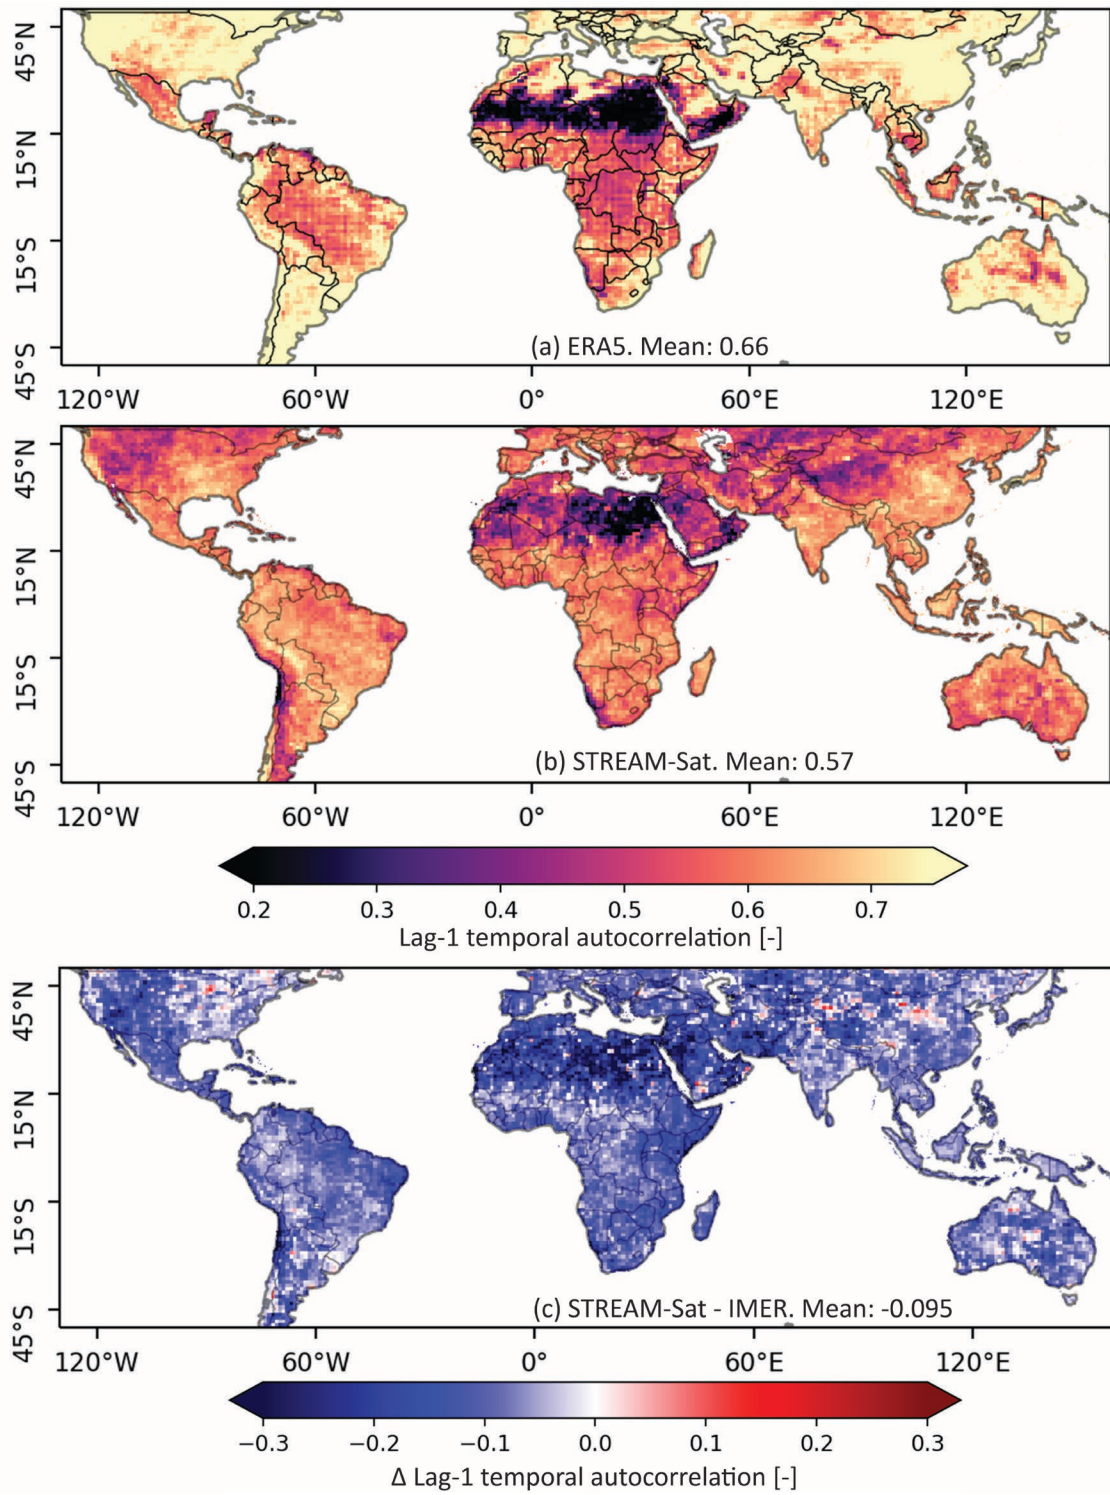 45°N
15°N
15°S
45°S
(a) ERA5. Mean: 0.66
120°W 60°W 0° 60°E 120°E
45°N
15°N
15°S
45°S
(b) STREAM-Sat. Mean: 0.57
120°W 60°W 0° 60°E 120°E
0.2 0.3 0.4 0.5 0.6 0.7
Lag-1 temporal autocorrelation [-]
45°N
15°N
15°S
45°S
(c) STREAM-Sat - IMER. Mean: -0.095
120°W 60°W 0° 60°E 120°E
−0.3 −0.2 −0.1 0.0 0.1 0.2 0.3
Δ Lag-1 temporal autocorrelation [-]